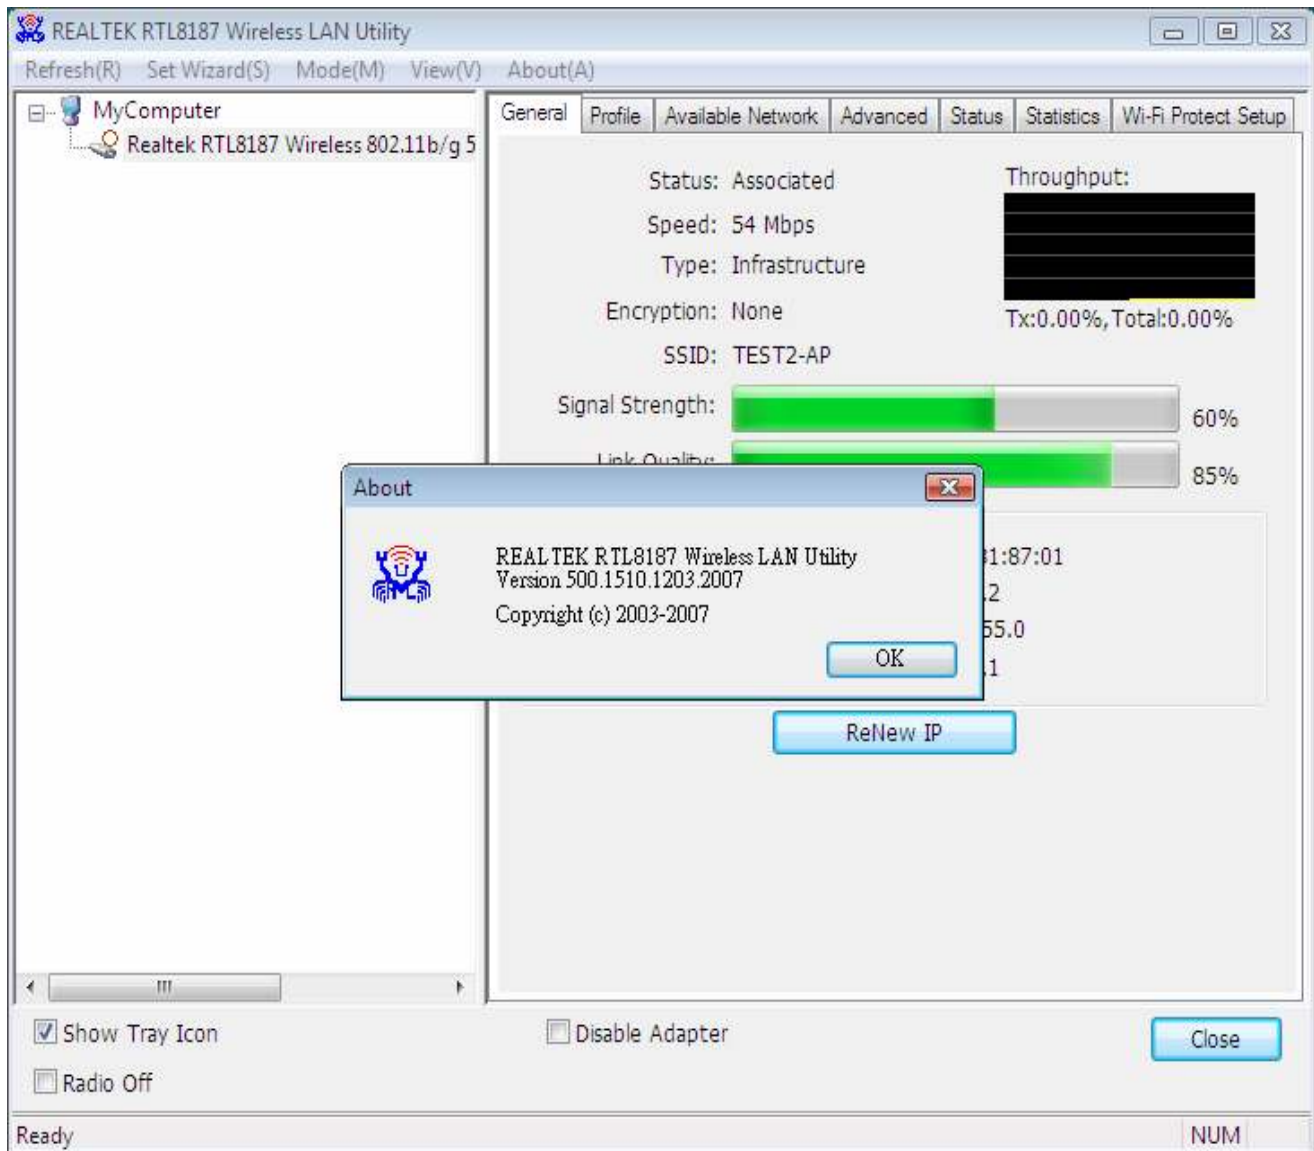 REALTEK RTL8187 Wireless LAN Utility
Refresh(R) Set Wizard(S) Mode(M) View(V) About(A)
MyComputer
Realtek RTL8187 Wireless 802.11b/g 5
General Profile Available Network Advanced Status Statistics Wi-Fi Protect Setup
Status: Associated
Speed: 54 Mbps
Type: Infrastructure
Encryption: None
SSID: TEST2-AP
Throughput:
Tx:0.00%, Total:0.00%
Signal Strength: 60%
Link Quality: 85%
About
REALTEK RTL8187 Wireless LAN Utility
Version 500.1510.1203.2007
Copyright (c) 2003-2007
OK
:87:01
.2
55.0
.1
ReNew IP
Show Tray Icon
Disable Adapter
Close
Radio Off
Ready
NUM